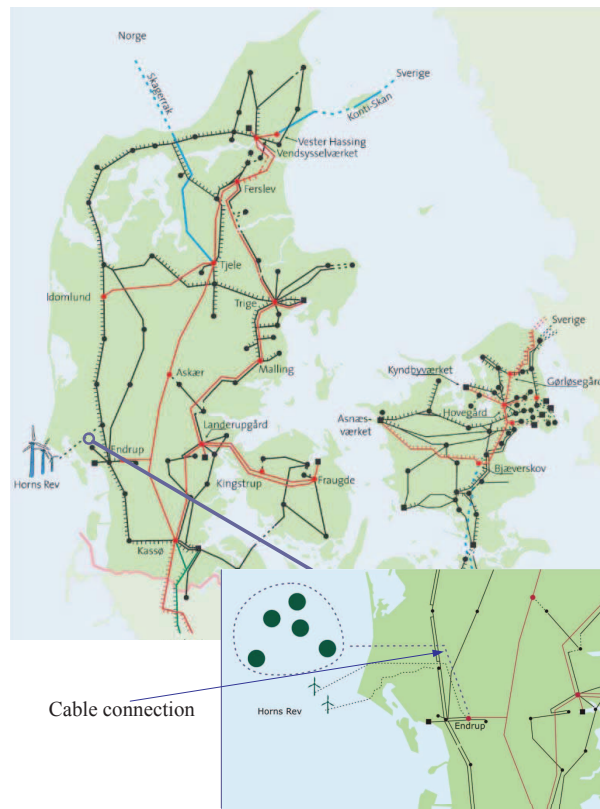 Norge
Sverige
Skagerrak
Konti-Skan
Vester Hassing
Vendsysselværket
Ferslev
Tjele
Idomlund
Trige
Sverige
Kyndbyværket
Gørløsegård
Askær
Malling
Asnæs-
værket
Hovegård
Landerupgård
Endrup
Bjæverskov
Horns Rev
Kingstrup
Fraugde
Kassø
Cable connection
Horns Rev
Endrup